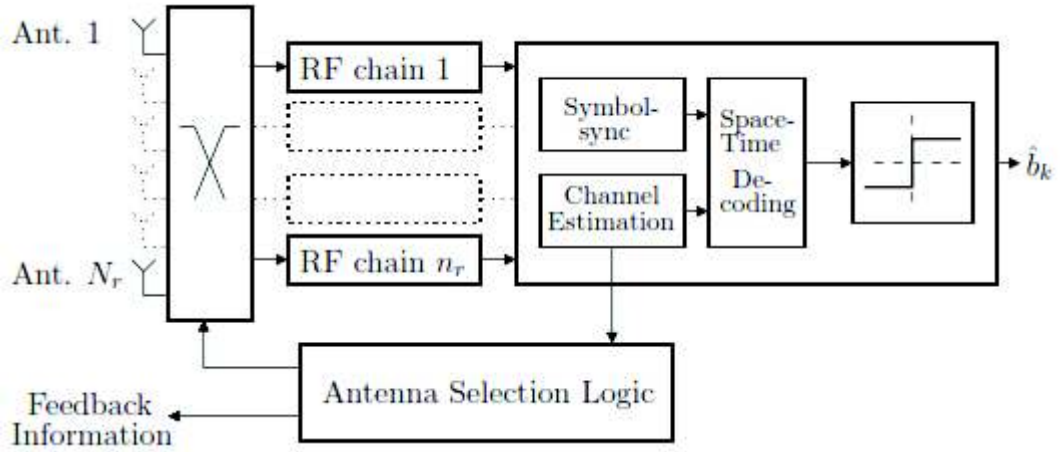 Ant. 1
RF chain 1
Symbol-
sync
Space-
Time
De-
coding
b̂ₖ
Channel
Estimation
Ant. Nᵣ
RF chain nᵣ
Antenna Selection Logic
Feedback
Information